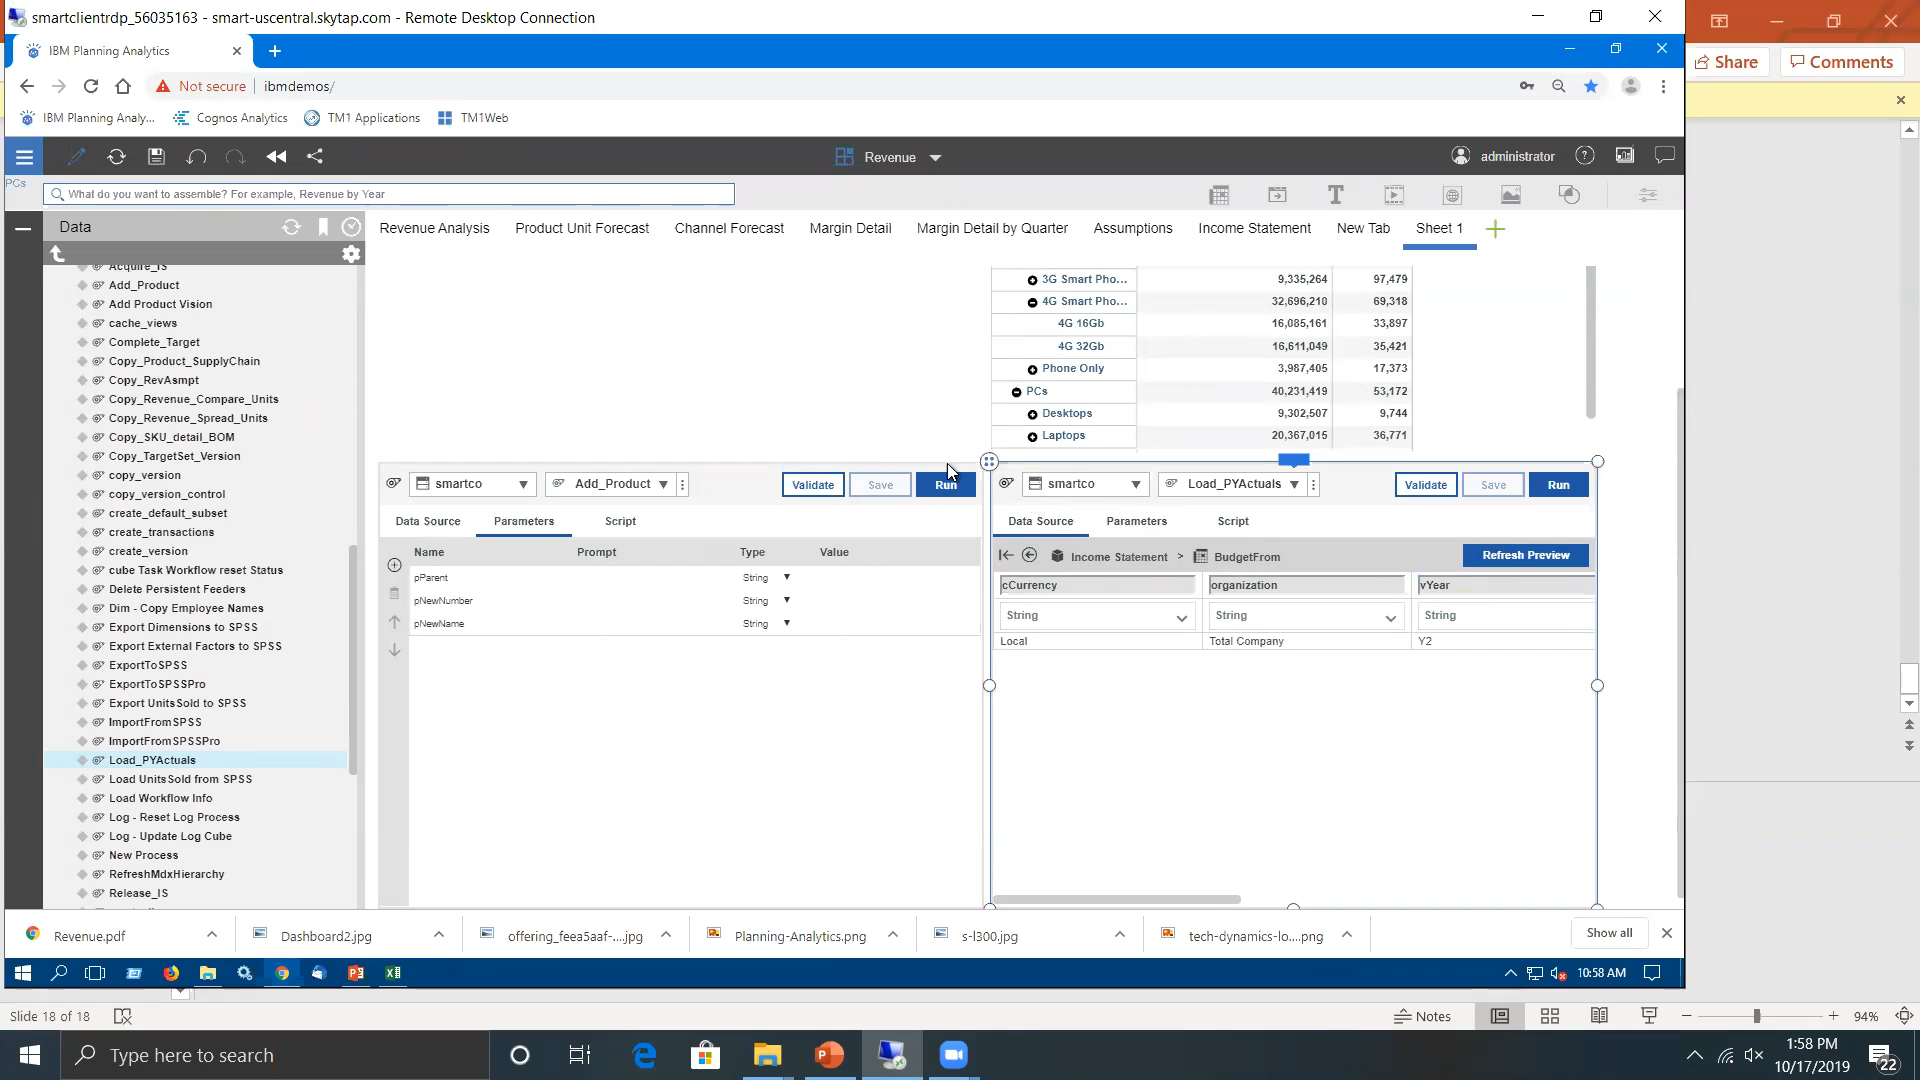 smartclientrdp_56035163 - smart-uscentral.skytap.com - Remote Desktop Connection
Share
Comments
IBM Planning Analytics
Not secure
ibmdemos/
IBM Planning Analy...
Cognos Analytics
TM1 Applications
TM1Web
Revenue
administrator
PCs
What do you want to assemble? For example, Revenue by Year
Data
Revenue Analysis
Product Unit Forecast
Channel Forecast
Margin Detail
Margin Detail by Quarter
Assumptions
Income Statement
New Tab
Sheet 1
Acquire_IS
Add_Product
Add Product Vision
cache_views
Complete_Target
Copy_Product_SupplyChain
Copy_RevAsmpt
Copy_Revenue_Compare_Units
Copy_Revenue_Spread_Units
Copy_SKU_detail_BOM
Copy_TargetSet_Version
copy_version
copy_version_control
create_default_subset
create_transactions
create_version
cube Task Workflow reset Status
Delete Persistent Feeders
Dim - Copy Employee Names
Export Dimensions to SPSS
Export External Factors to SPSS
ExportToSPSS
ExportToSPSSPro
Export UnitsSold to SPSS
ImportFromSPSS
ImportFromSPSSPro
Load_PYActuals
Load UnitsSold from SPSS
Load Workflow Info
Log - Reset Log Process
Log - Update Log Cube
New Process
RefreshMdxHierarchy
Release_IS
3G Smart Pho... 9,335,264 97,479
4G Smart Pho... 32,696,210 69,318
4G 16Gb 16,085,161 33,897
4G 32Gb 16,611,049 35,421
Phone Only 3,987,405 17,373
PCs 40,231,419 53,172
Desktops 9,302,507 9,744
Laptops 20,367,015 36,771
smartco
Add_Product
Validate
Save
Run
Data Source
Parameters
Script
Name Prompt Type Value
pParent String
pNewNumber String
pNewName String
smartco
Load_PYActuals
Validate
Save
Run
Data Source
Parameters
Script
Income Statement > BudgetFrom
Refresh Preview
cCurrency organization vYear
String String String
Local Total Company Y2
Revenue.pdf
Dashboard2.jpg
offering_feea5aaf-....jpg
Planning-Analytics.png
s-l300.jpg
tech-dynamics-lo....png
Show all
10:58 AM
Slide 18 of 18
Notes
94%
Type here to search
1:58 PM
10/17/2019
22